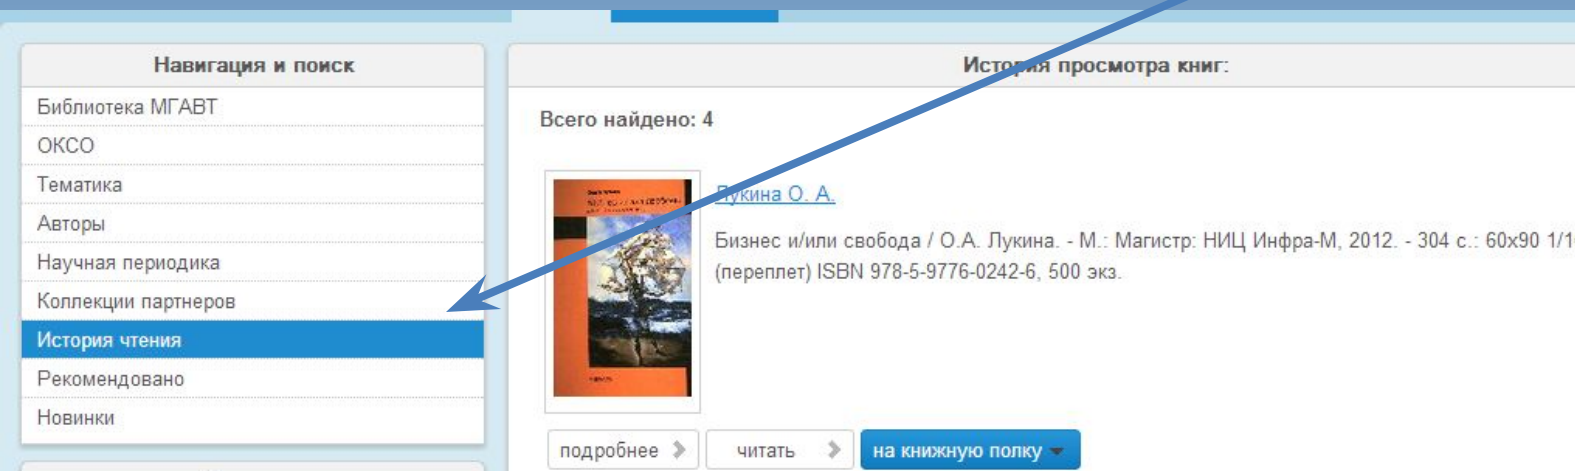 Навигация и поиск
Библиотека МГАВТ
ОКСО
Тематика
Авторы
Научная периодика
Коллекции партнеров
История чтения
Рекомендовано
Новинки
История просмотра книг:
Всего найдено: 4
Лукина О. А.
Бизнес и/или свобода / О.А. Лукина. - М.: Магистр: НИЦ Инфра-М, 2012. - 304 с.: 60x90 1/1
(переплет) ISBN 978-5-9776-0242-6, 500 экз.
подробнее
читать
на книжную полку